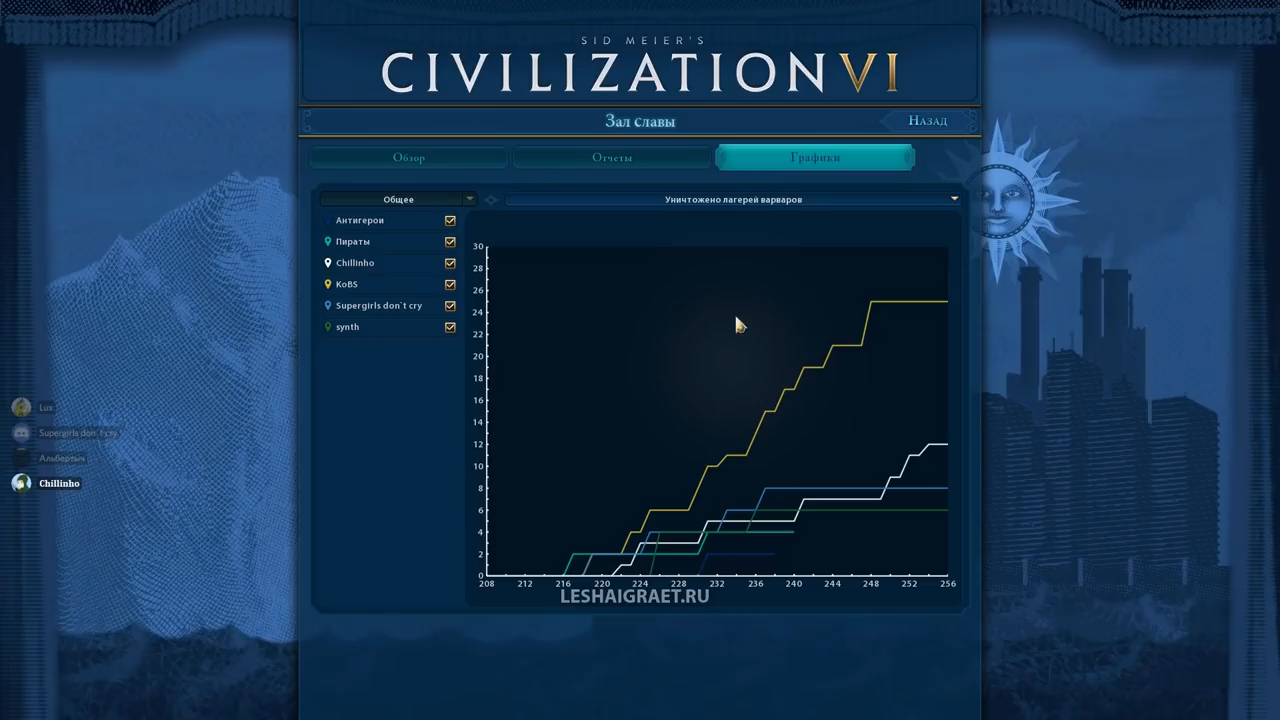 SID MEIER'S
CIVILIZATION VI
Зал славы
Назад
Обзор
Отчеты
Графики
Общее
Уничтожено лагерей варваров
Антигерои
Пираты
Chillinho
KoBS
Supergirls don`t cry
synth
30
28
26
24
22
20
18
16
14
12
10
8
6
4
2
0
208 212 216 220 224 228 232 236 240 244 248 252 256
LESHAIGRAET.RU
Lux
Supergirls don`t cry
Альбертыч
Chillinho